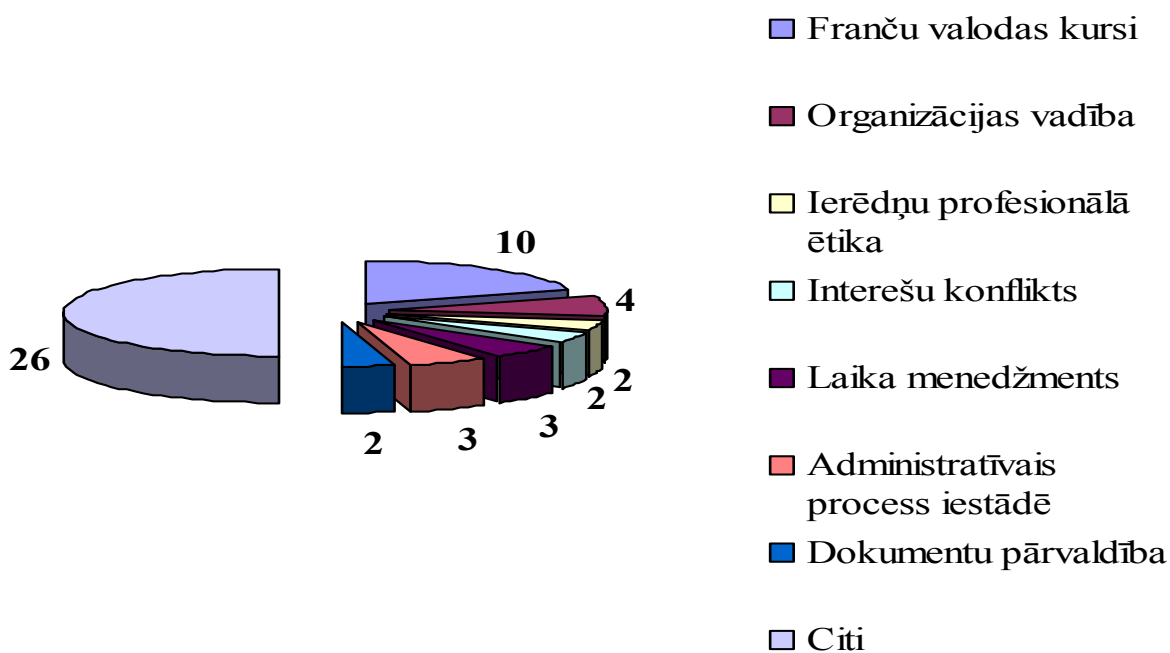 Franču valodas kursi
Organizācijas vadība
Ierēdņu profesionālā
ētika
Interešu konflikts
Laika menedžments
Administratīvais
process iestādē
Dokumentu pārvaldība
Citi
10
4
2
2
3
3
2
26